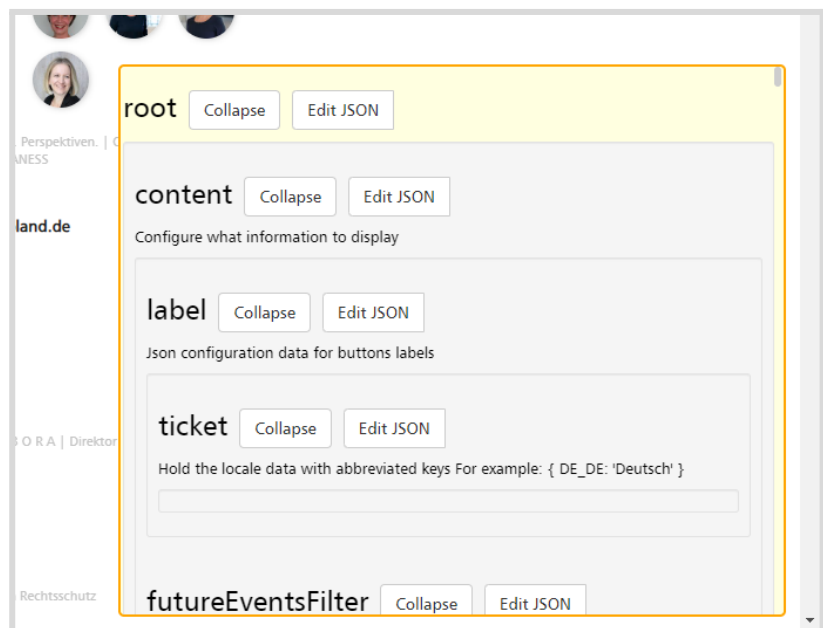 root Collapse Edit JSON
Perspektiven. |
NESS
content Collapse Edit JSON
land.de
Configure what information to display
label Collapse Edit JSON
Json configuration data for buttons labels
ticket Collapse Edit JSON
B O R A | Direktor
Hold the locale data with abbreviated keys For example: { DE_DE: 'Deutsch' }
Rechtsschutz
futureEventsFilter Collapse Edit JSON